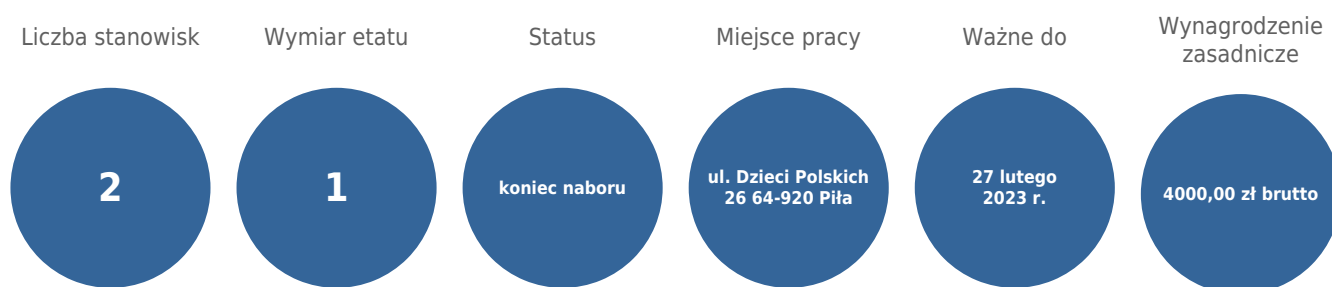 Liczba stanowisk
Wymiar etatu
Status
Miejsce pracy
Ważne do
Wynagrodzenie
zasadnicze
2
1
koniec naboru
ul. Dzieci Polskich
26 64-920 Piła
27 lutego
2023 r.
4000,00 zł brutto